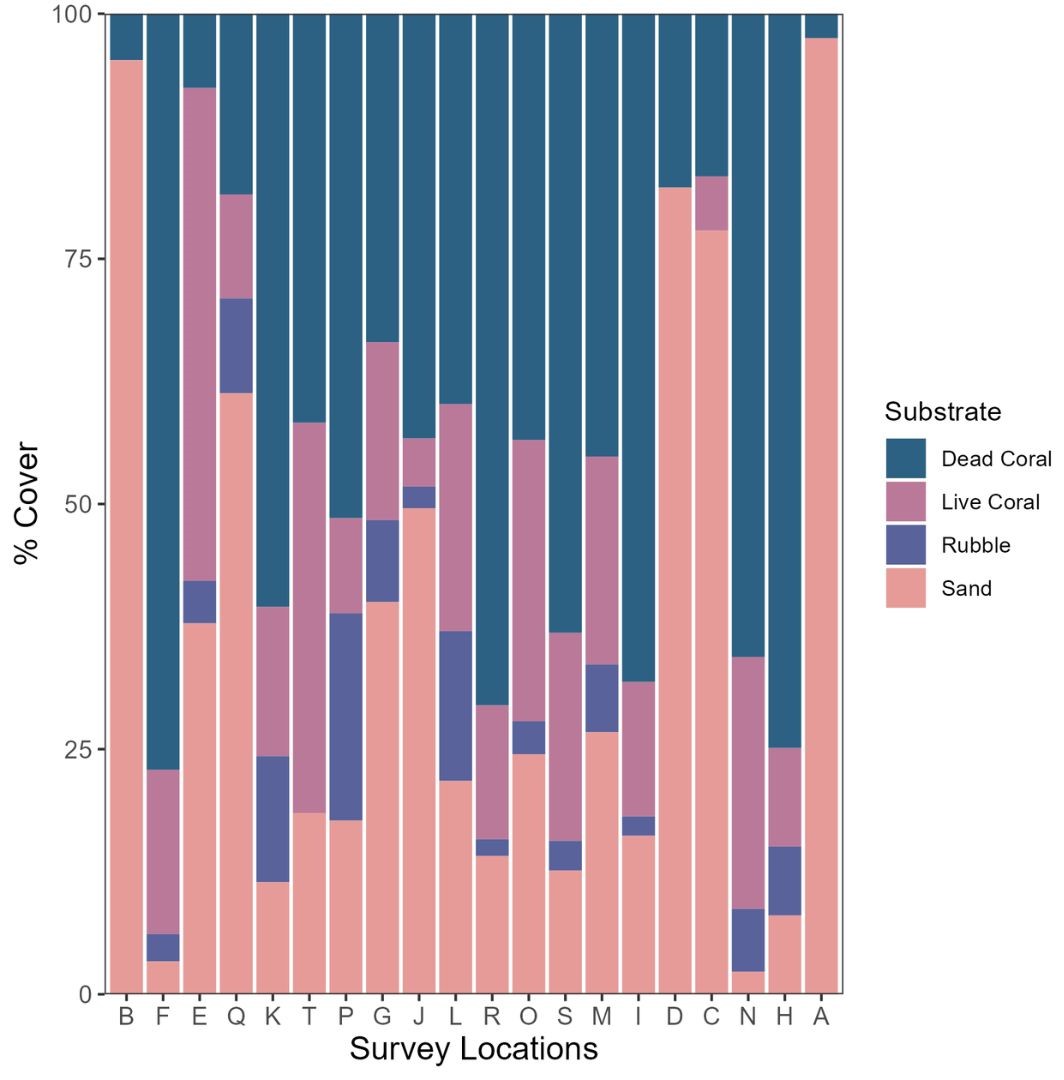 100
75
50
25
0
% Cover
B F E Q K T P G J L R O S M I D C N H A
Survey Locations
Substrate
Dead Coral
Live Coral
Rubble
Sand